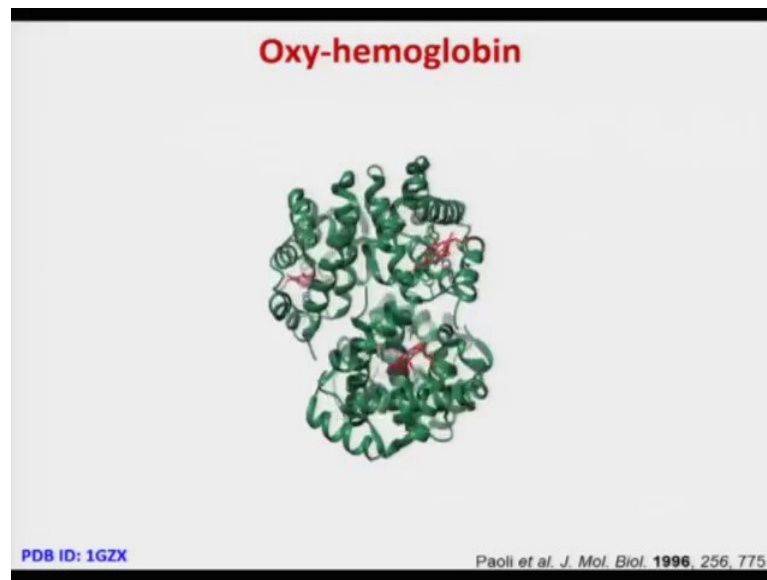 Oxy-hemoglobin
PDB ID: 1GZX
Paoli et al. J. Mol. Biol. 1996, 256, 775